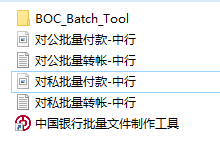 BOC_Batch_Tool
对公批量付款-中行
对公批量转帐-中行
对私批量付款-中行
对私批量转帐-中行
中国银行批量文件制作工具